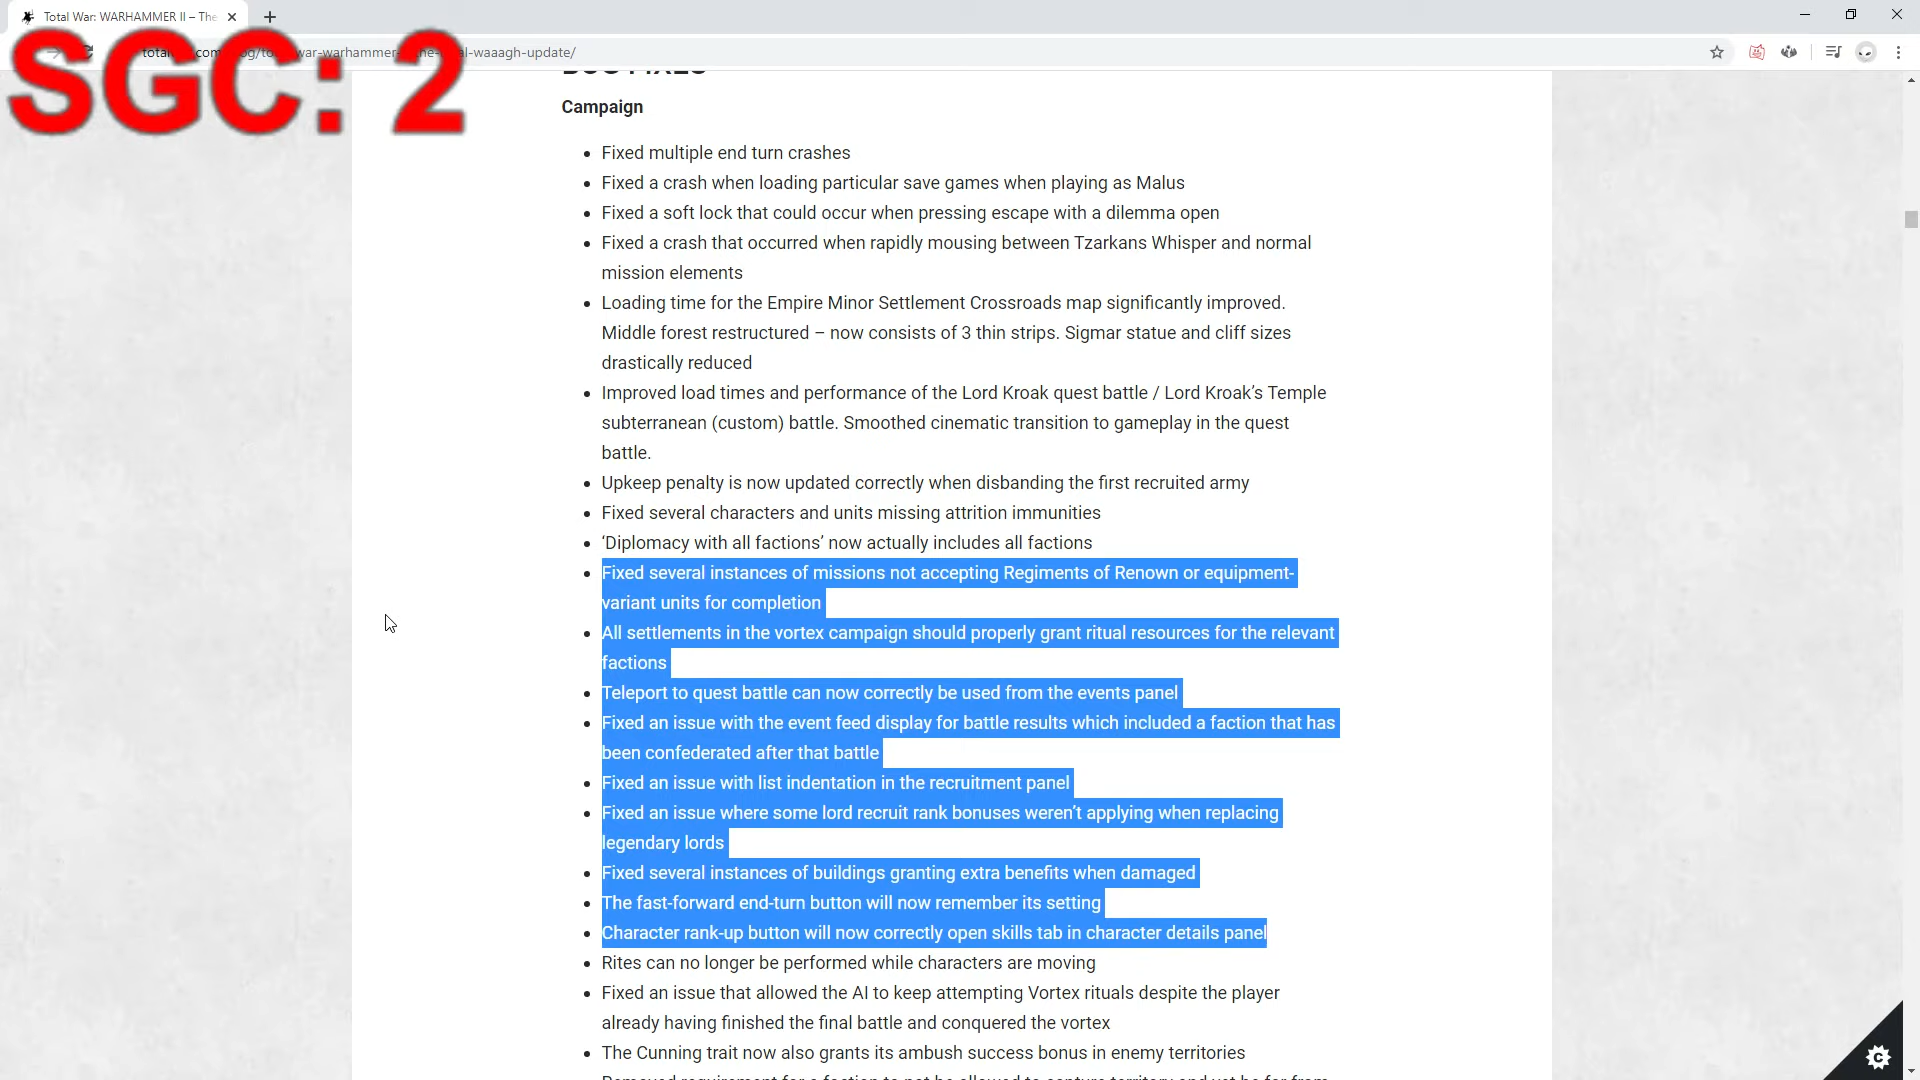 Total War: WARHAMMER II – The
SGC: 2
war-warhammer-
-waaagh-update/
Campaign
Fixed multiple end turn crashes
Fixed a crash when loading particular save games when playing as Malus
Fixed a soft lock that could occur when pressing escape with a dilemma open
Fixed a crash that occurred when rapidly mousing between Tzarkans Whisper and normal
mission elements
Loading time for the Empire Minor Settlement Crossroads map significantly improved.
Middle forest restructured – now consists of 3 thin strips. Sigmar statue and cliff sizes
drastically reduced
Improved load times and performance of the Lord Kroak quest battle / Lord Kroak’s Temple
subterranean (custom) battle. Smoothed cinematic transition to gameplay in the quest
battle.
Upkeep penalty is now updated correctly when disbanding the first recruited army
Fixed several characters and units missing attrition immunities
‘Diplomacy with all factions’ now actually includes all factions
Fixed several instances of missions not accepting Regiments of Renown or equipment-
variant units for completion
All settlements in the vortex campaign should properly grant ritual resources for the relevant
factions
Teleport to quest battle can now correctly be used from the events panel
Fixed an issue with the event feed display for battle results which included a faction that has
been confederated after that battle
Fixed an issue with list indentation in the recruitment panel
Fixed an issue where some lord recruit rank bonuses weren’t applying when replacing
legendary lords
Fixed several instances of buildings granting extra benefits when damaged
The fast-forward end-turn button will now remember its setting
Character rank-up button will now correctly open skills tab in character details panel
Rites can no longer be performed while characters are moving
Fixed an issue that allowed the AI to keep attempting Vortex rituals despite the player
already having finished the final battle and conquered the vortex
The Cunning trait now also grants its ambush success bonus in enemy territories